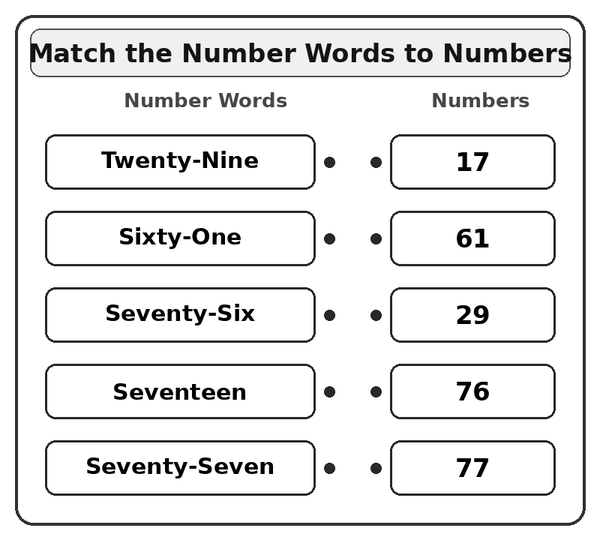 Match the Number Words to Numbers
Number Words Numbers
Twenty-Nine 17
Sixty-One 61
Seventy-Six 29
Seventeen 76
Seventy-Seven 77